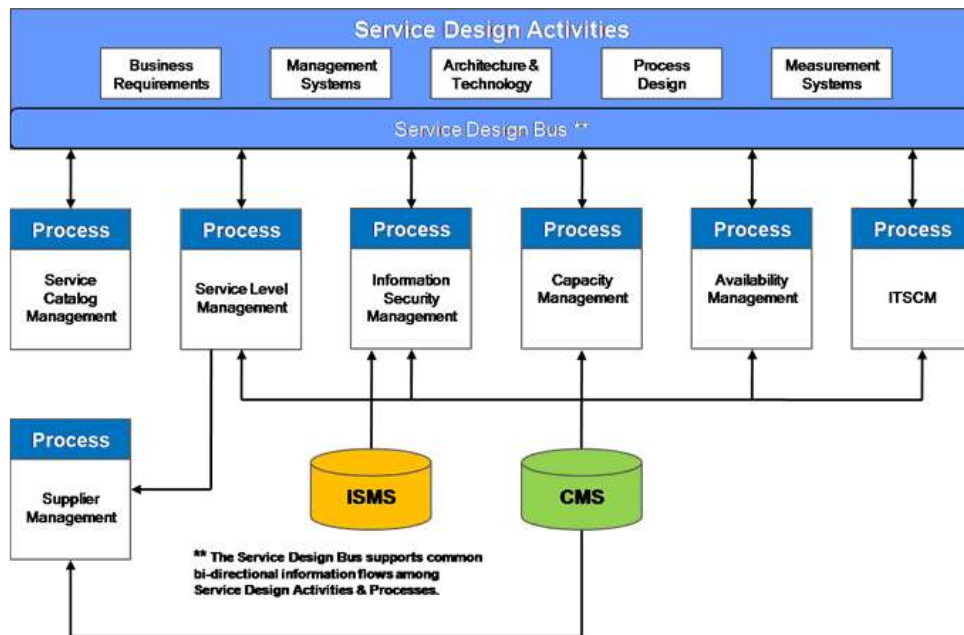 Service Design Activities
Business
Requirements
Management
Systems
Architecture &
Technology
Process
Design
Measurement
Systems
Service Design Bus **
Process
Service
Catalog
Management
Process
Service Level
Management
Process
Information
Security
Management
Process
Capacity
Management
Process
Availability
Management
Process
ITSCM
Process
Supplier
Management
ISMS
CMS
** The Service Design Bus supports common
bi-directional information flows among
Service Design Activities & Processes.